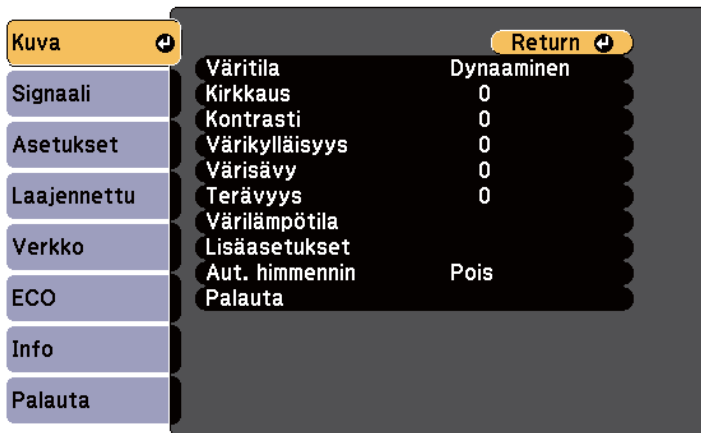 Kuva
Signaali
Asetukset
Laajennettu
Verkko
ECO
Info
Palauta
Return
Väritila Dynaaminen
Kirkkaus 0
Kontrasti 0
Värikylläisyys 0
Värisävy 0
Terävyys 0
Värilämpötila
Lisäasetukset
Aut. himmennin Pois
Palauta